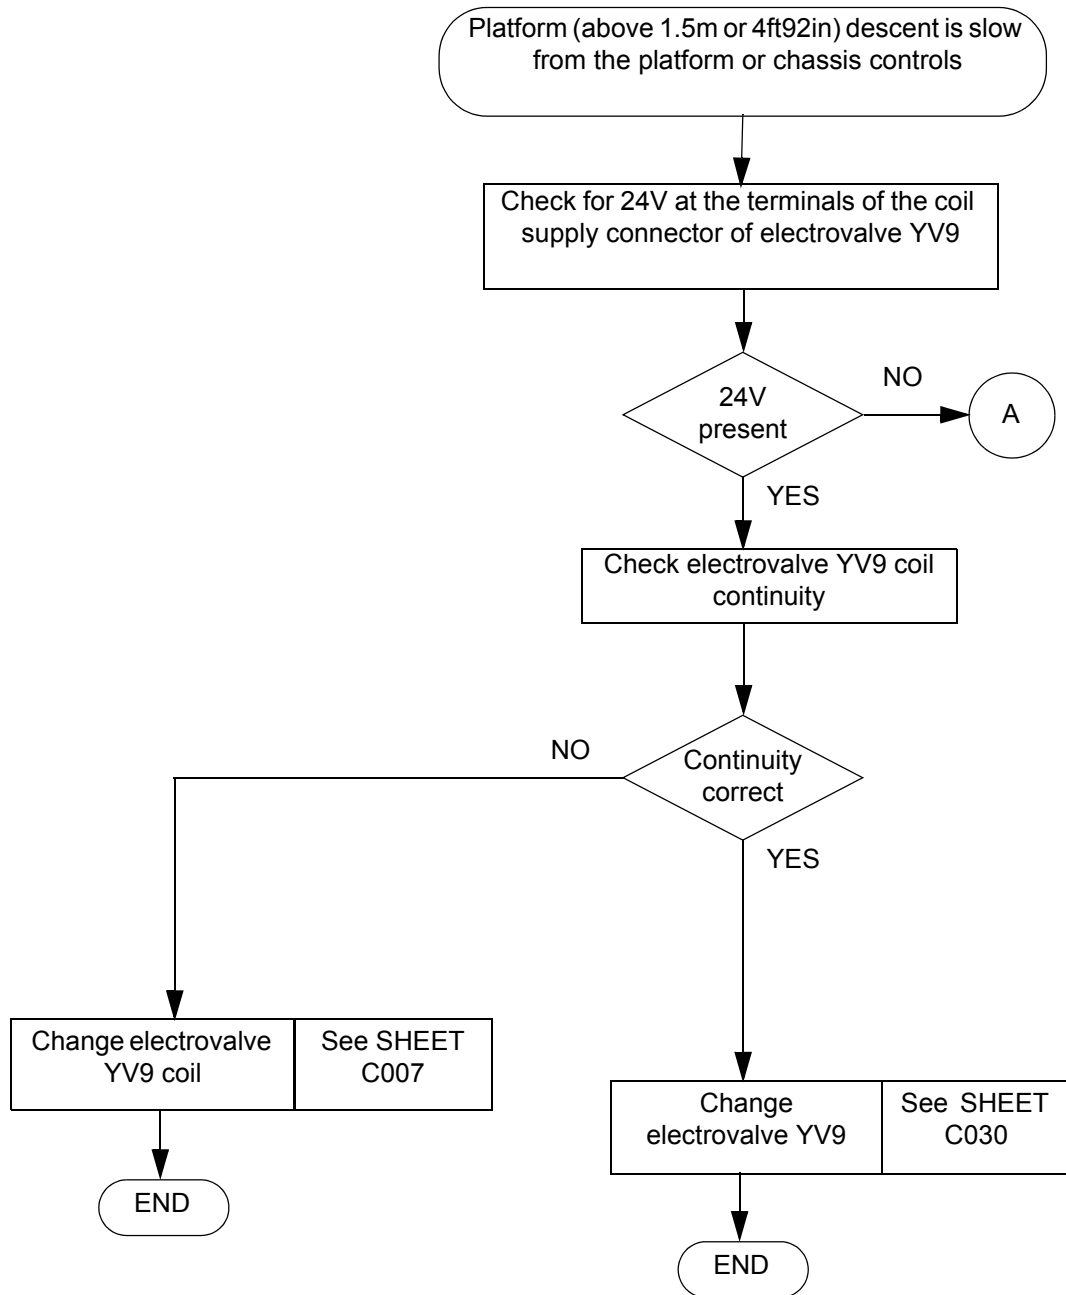 Platform (above 1.5m or 4ft92in) descent is slow
from the platform or chassis controls
Check for 24V at the terminals of the coil
supply connector of electrovalve YV9
24V
present
NO
A
YES
Check electrovalve YV9 coil
continuity
NO
Continuity
correct
YES
Change electrovalve
YV9 coil
See SHEET
C007
Change
electrovalve YV9
See SHEET
C030
END
END